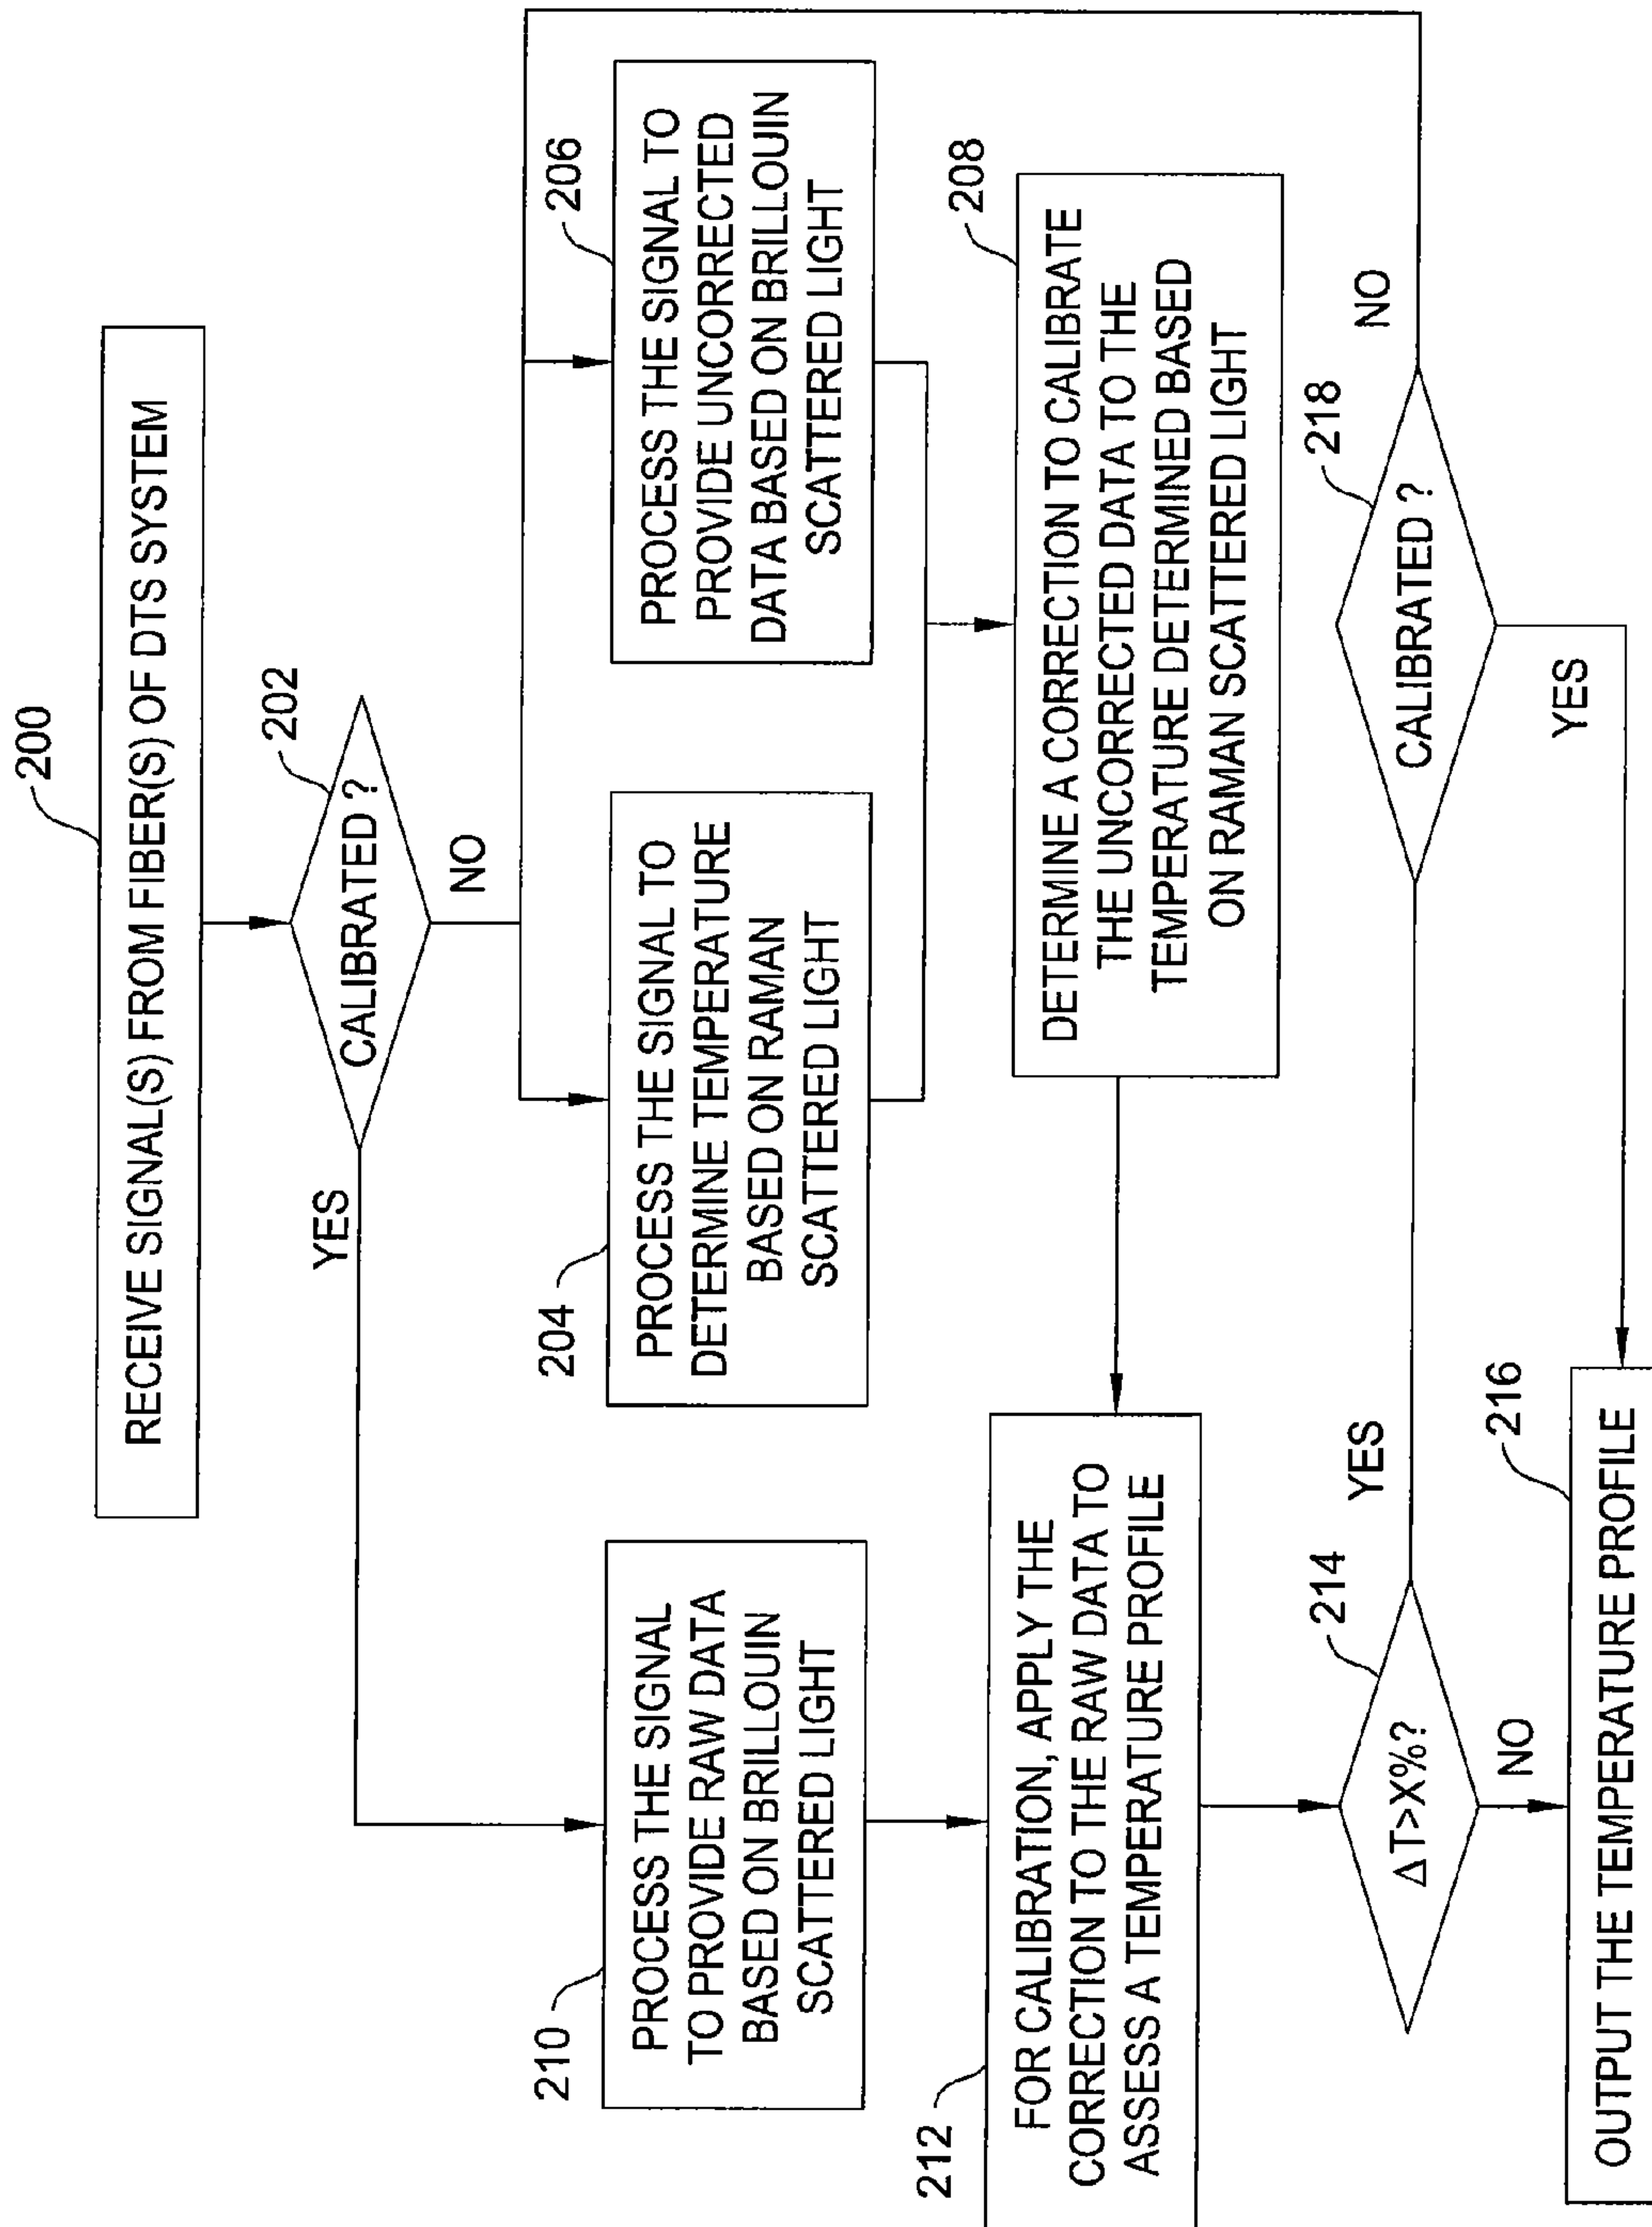 200
RECEIVE SIGNAL(S) FROM FIBER(S) OF DTS SYSTEM
202
CALIBRATED ?
YES
NO
204
PROCESS THE SIGNAL TO
DETERMINE TEMPERATURE
BASED ON RAMAN
SCATTERED LIGHT
206
PROCESS THE SIGNAL TO
PROVIDE UNCORRECTED
DATA BASED ON BRILLOUIN
SCATTERED LIGHT
210
PROCESS THE SIGNAL
TO PROVIDE RAW DATA
BASED ON BRILLOUIN
SCATTERED LIGHT
208
DETERMINE A CORRECTION TO CALIBRATE
THE UNCORRECTED DATA TO THE
TEMPERATURE DETERMINED BASED
ON RAMAN SCATTERED LIGHT
212
FOR CALIBRATION, APPLY THE
CORRECTION TO THE RAW DATA TO
ASSESS A TEMPERATURE PROFILE
214
ΔT>X%?
YES
NO
218
CALIBRATED ?
NO
YES
216
OUTPUT THE TEMPERATURE PROFILE